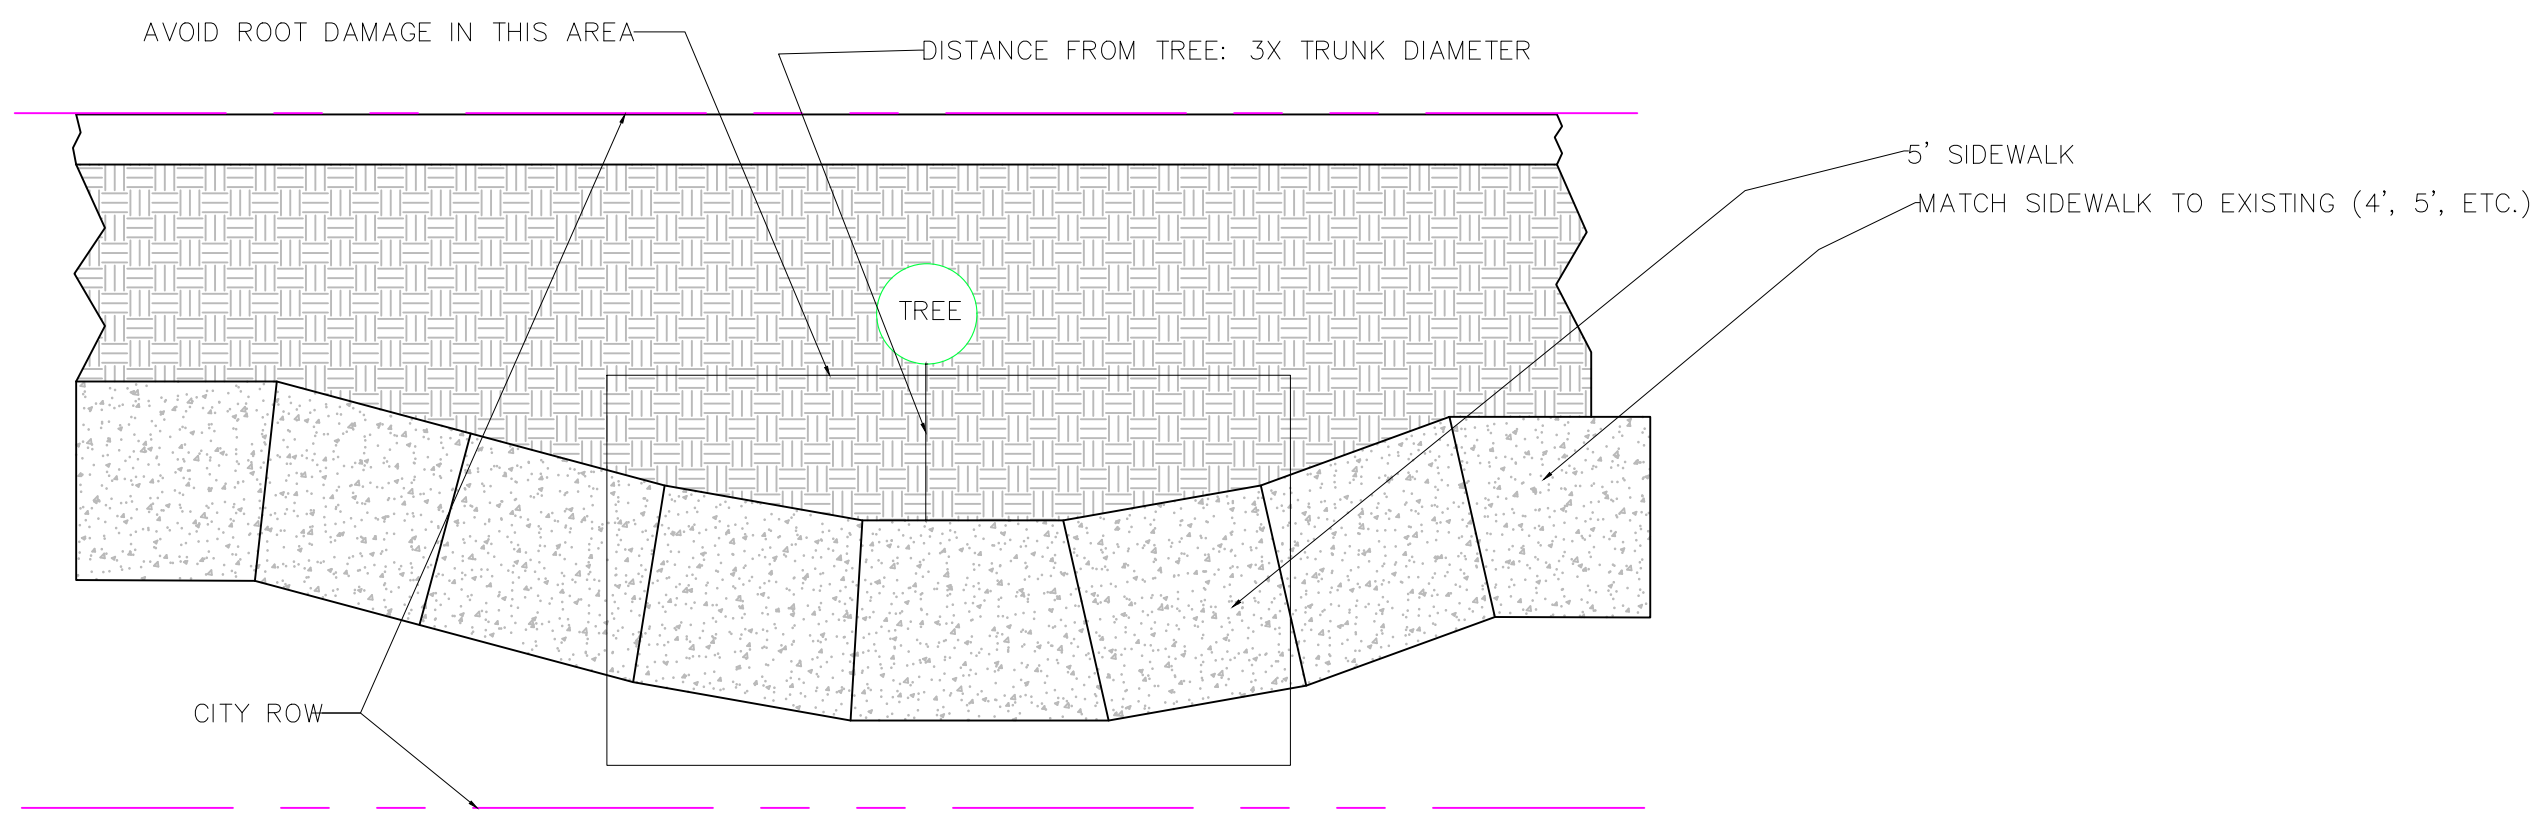 AVOID ROOT DAMAGE IN THIS AREA
DISTANCE FROM TREE: 3X TRUNK DIAMETER
5' SIDEWALK
MATCH SIDEWALK TO EXISTING (4', 5', ETC.)
TREE
CITY ROW